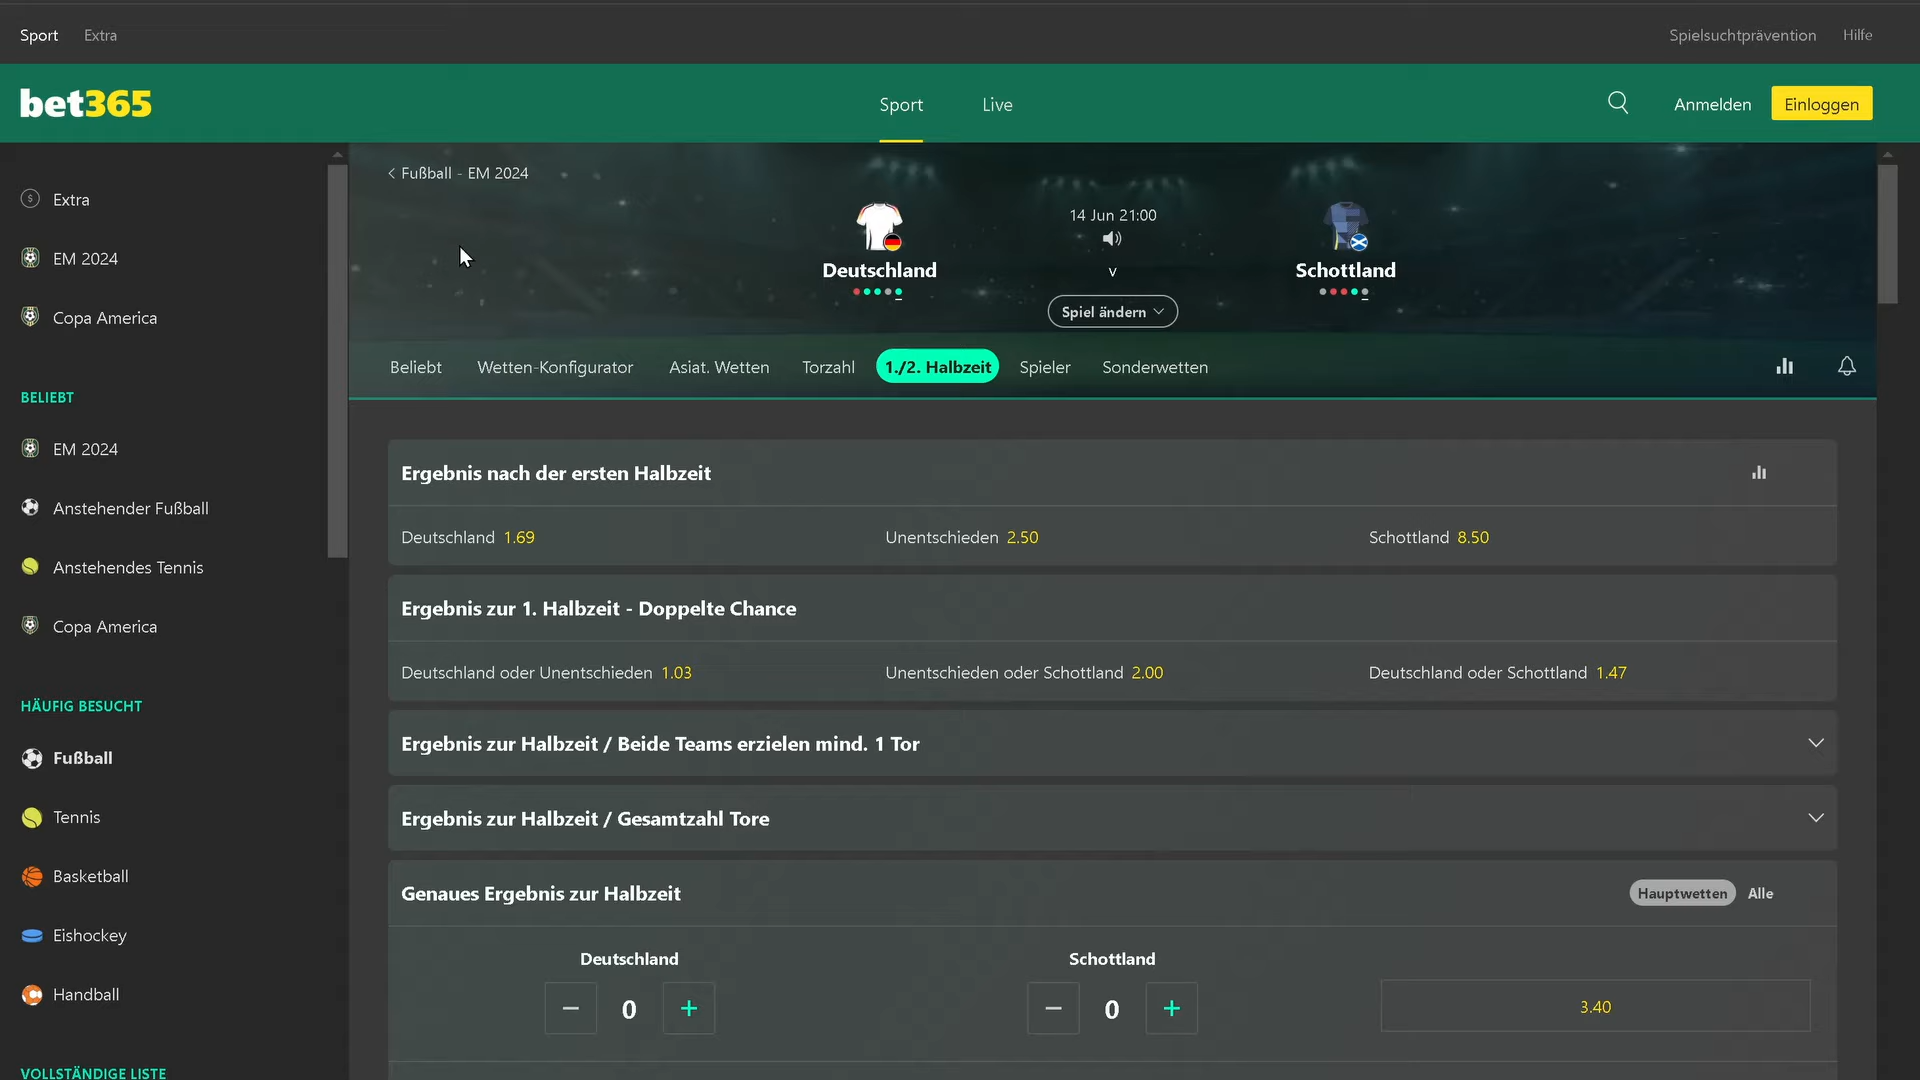 Sport Extra Spielsuchtprävention Hilfe
bet365 Sport Live Anmelden Einloggen
Extra
EM 2024
Copa America
BELIEBT
EM 2024
Anstehender Fußball
Anstehendes Tennis
Copa America
HÄUFIG BESUCHT
Fußball
Tennis
Basketball
Eishockey
Handball
VOLLSTÄNDIGE LISTE
Fußball - EM 2024
14 Jun 21:00
Deutschland v Schottland
Spiel ändern
Beliebt Wetten-Konfigurator Asiat. Wetten Torzahl 1./2. Halbzeit Spieler Sonderwetten
Ergebnis nach der ersten Halbzeit
Deutschland 1.69 Unentschieden 2.50 Schottland 8.50
Ergebnis zur 1. Halbzeit - Doppelte Chance
Deutschland oder Unentschieden 1.03 Unentschieden oder Schottland 2.00 Deutschland oder Schottland 1.47
Ergebnis zur Halbzeit / Beide Teams erzielen mind. 1 Tor
Ergebnis zur Halbzeit / Gesamtzahl Tore
Genaues Ergebnis zur Halbzeit Hauptwetten Alle
Deutschland Schottland
− 0 + − 0 + 3.40